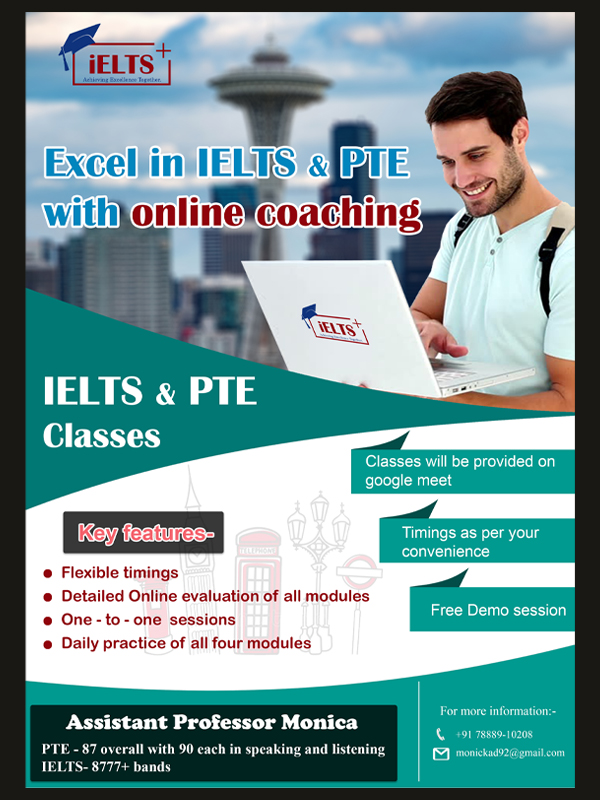 iELTS+
Achieving Excellence Together.
Excel in IELTS & PTE
with online coaching
iELTS+
IELTS & PTE
Classes
Classes will be provided on
google meet
Key features-
Timings as per your
convenience
TELEPHONE
Flexible timings
Detailed Online evaluation of all modules
One - to - one sessions
Daily practice of all four modules
Free Demo session
Assistant Professor Monica
PTE - 87 overall with 90 each in speaking and listening
IELTS- 8777+ bands
For more information:-
+91 78889-10208
monickad92@gmail.com